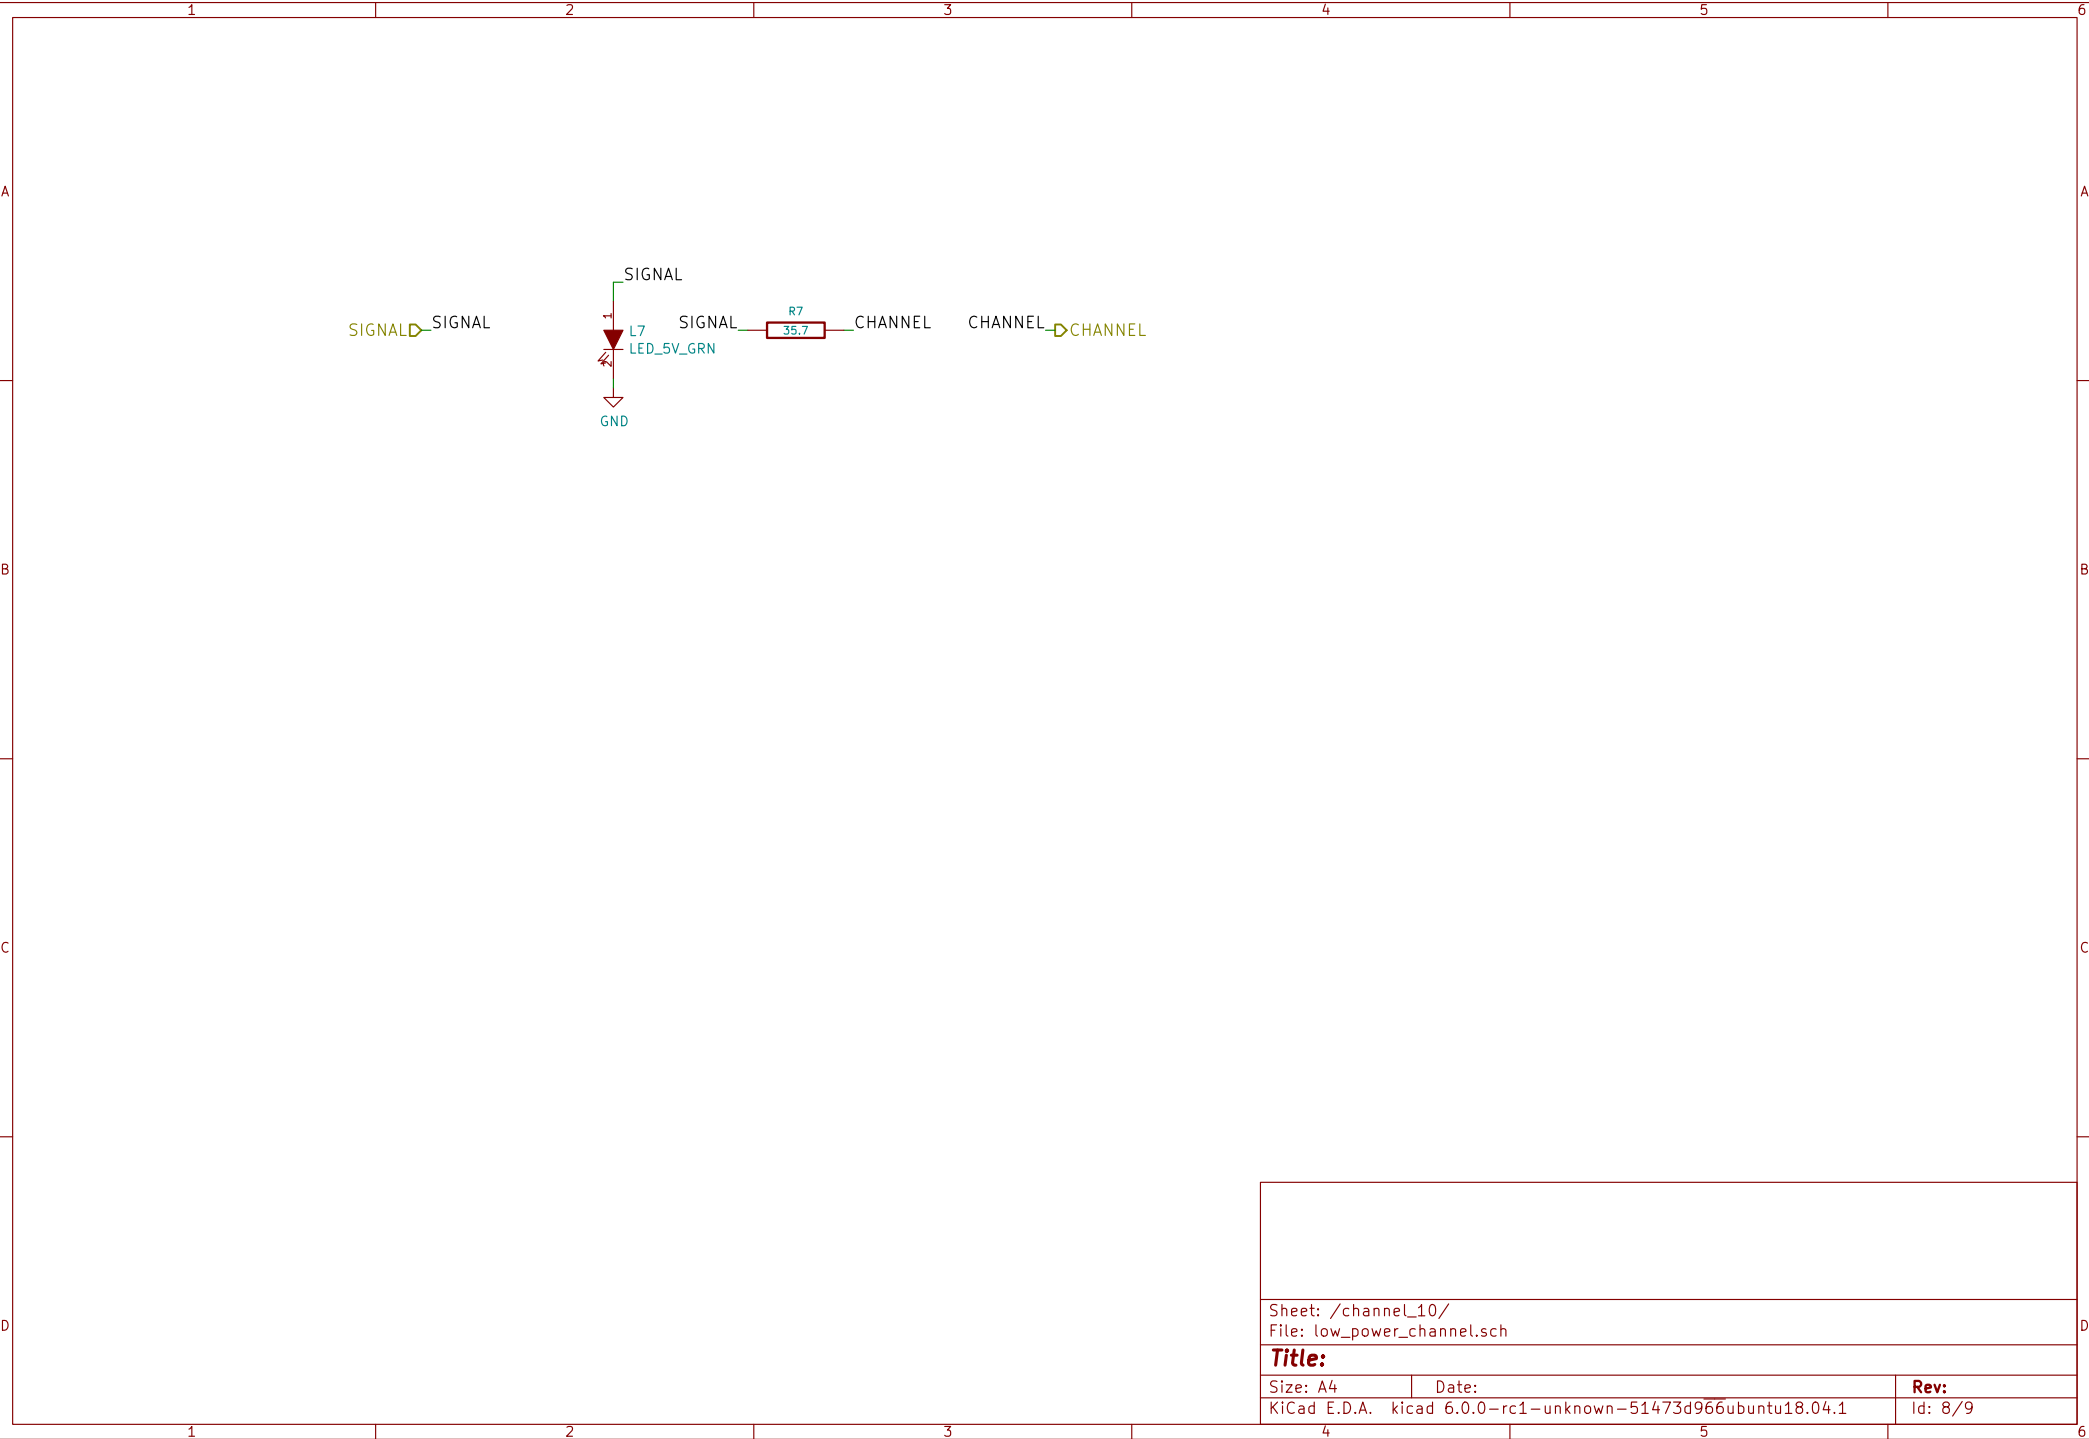 1 2 3 4 5 6
A A
SIGNAL
SIGNAL SIGNAL
1
L7
LED_5V_GRN
2
GND
R7
SIGNAL 35.7 CHANNEL
CHANNEL CHANNEL
B B
C C
D D
Sheet: /channel_10/
File: low_power_channel.sch
Title:
Size: A4 Date: Rev:
KiCad E.D.A. kicad 6.0.0-rc1-unknown-51473d966ubuntu18.04.1 Id: 8/9
1 2 3 4 5 6